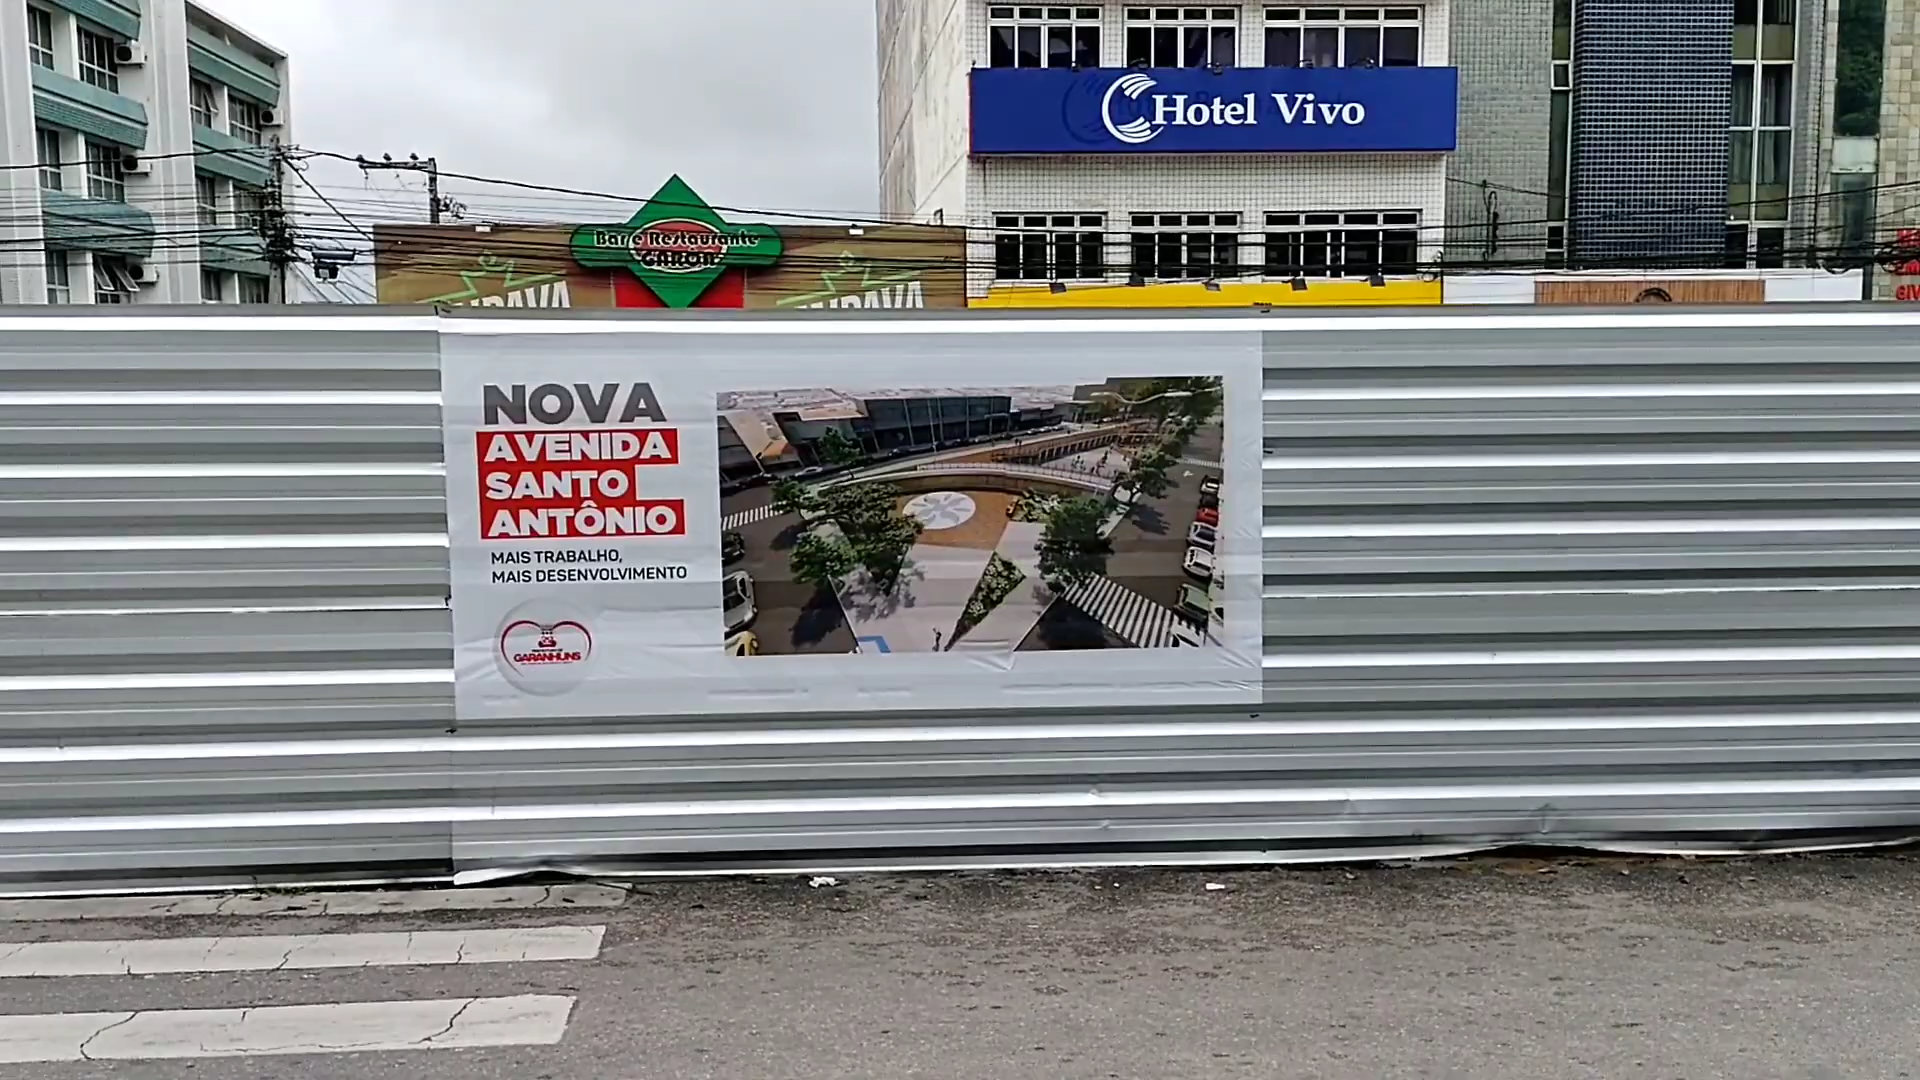 Hotel Vivo
Bar e Restaurante
NOVA
AVENIDA
SANTO
ANTÔNIO
MAIS TRABALHO,
MAIS DESENVOLVIMENTO
GARANHUNS